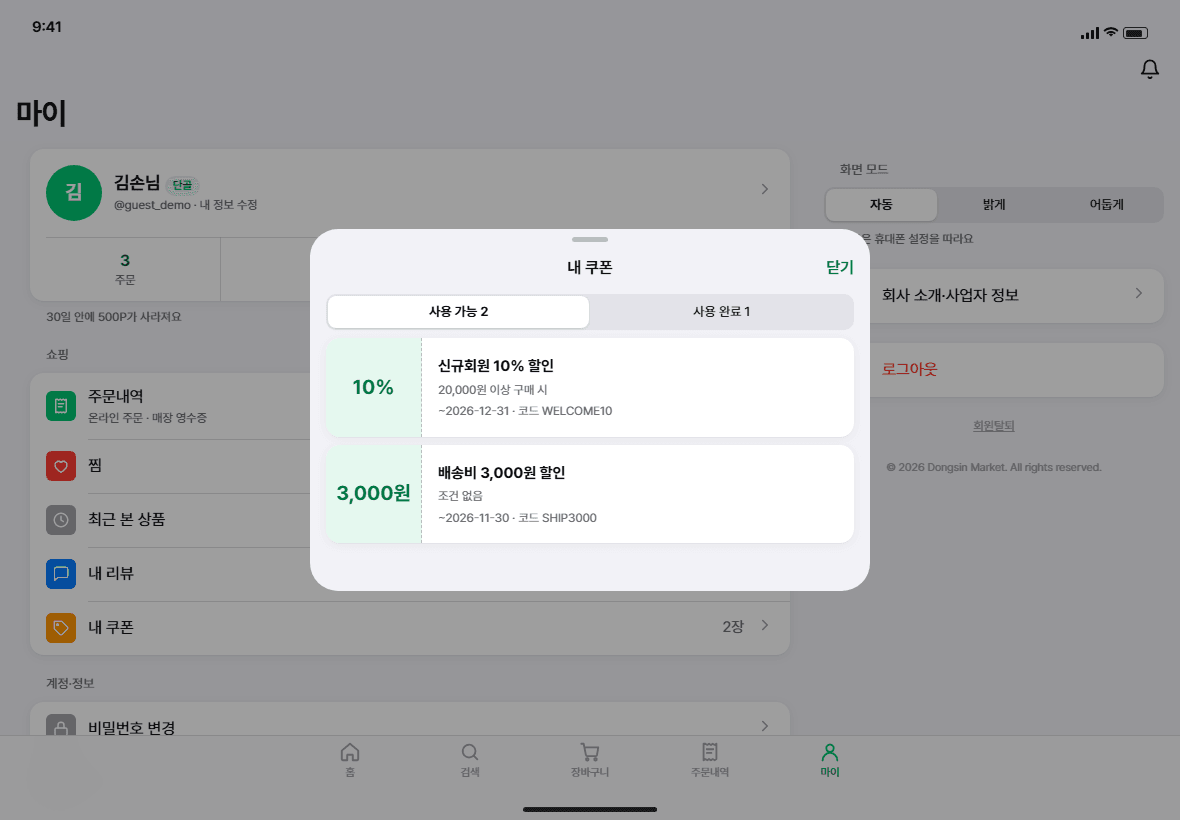 9:41
마이
김
김손님 단골
@guest_demo · 내 정보 수정
3
주문
30일 안에 500P가 사라져요
쇼핑
주문내역
온라인 주문 · 매장 영수증
찜
최근 본 상품
내 리뷰
내 쿠폰
2장
계정·정보
비밀번호 변경
화면 모드
자동
밝게
어둡게
은 휴대폰 설정을 따라요
회사 소개·사업자 정보
로그아웃
회원탈퇴
© 2026 Dongsin Market. All rights reserved.
내 쿠폰
닫기
사용 가능 2
사용 완료 1
10%
신규회원 10% 할인
20,000원 이상 구매 시
~2026-12-31 · 코드 WELCOME10
3,000원
배송비 3,000원 할인
조건 없음
~2026-11-30 · 코드 SHIP3000
홈
검색
장바구니
주문내역
마이